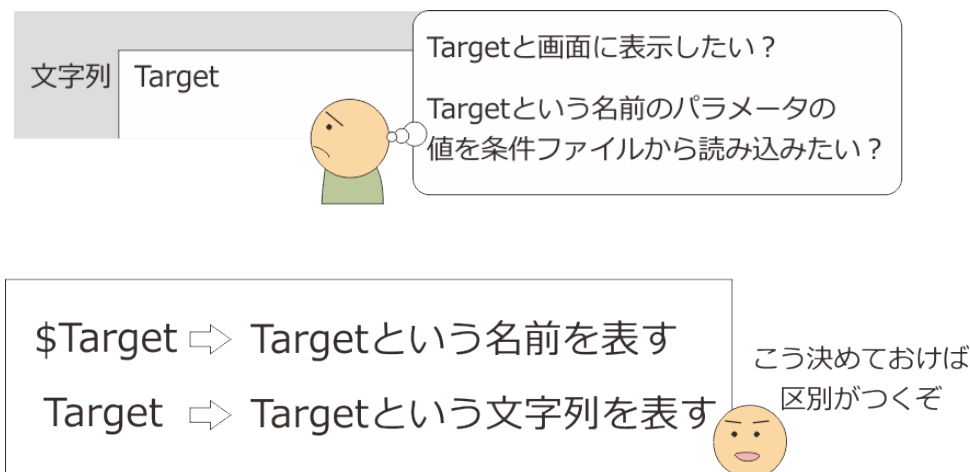 文字列
Target
Targetと画面に表示したい？
Targetという名前のパラメータの
値を条件ファイルから読み込みたい？
$Target ⇨ Targetという名前を表す
Target ⇨ Targetという文字列を表す
こう決めておけば
区別がつくぞ